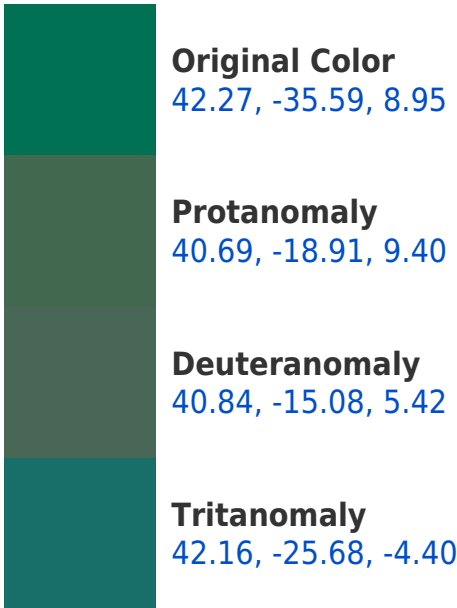 Original Color
42.27, -35.59, 8.95
Protanomaly
40.69, -18.91, 9.40
Deuteranomaly
40.84, -15.08, 5.42
Tritanomaly
42.16, -25.68, -4.40